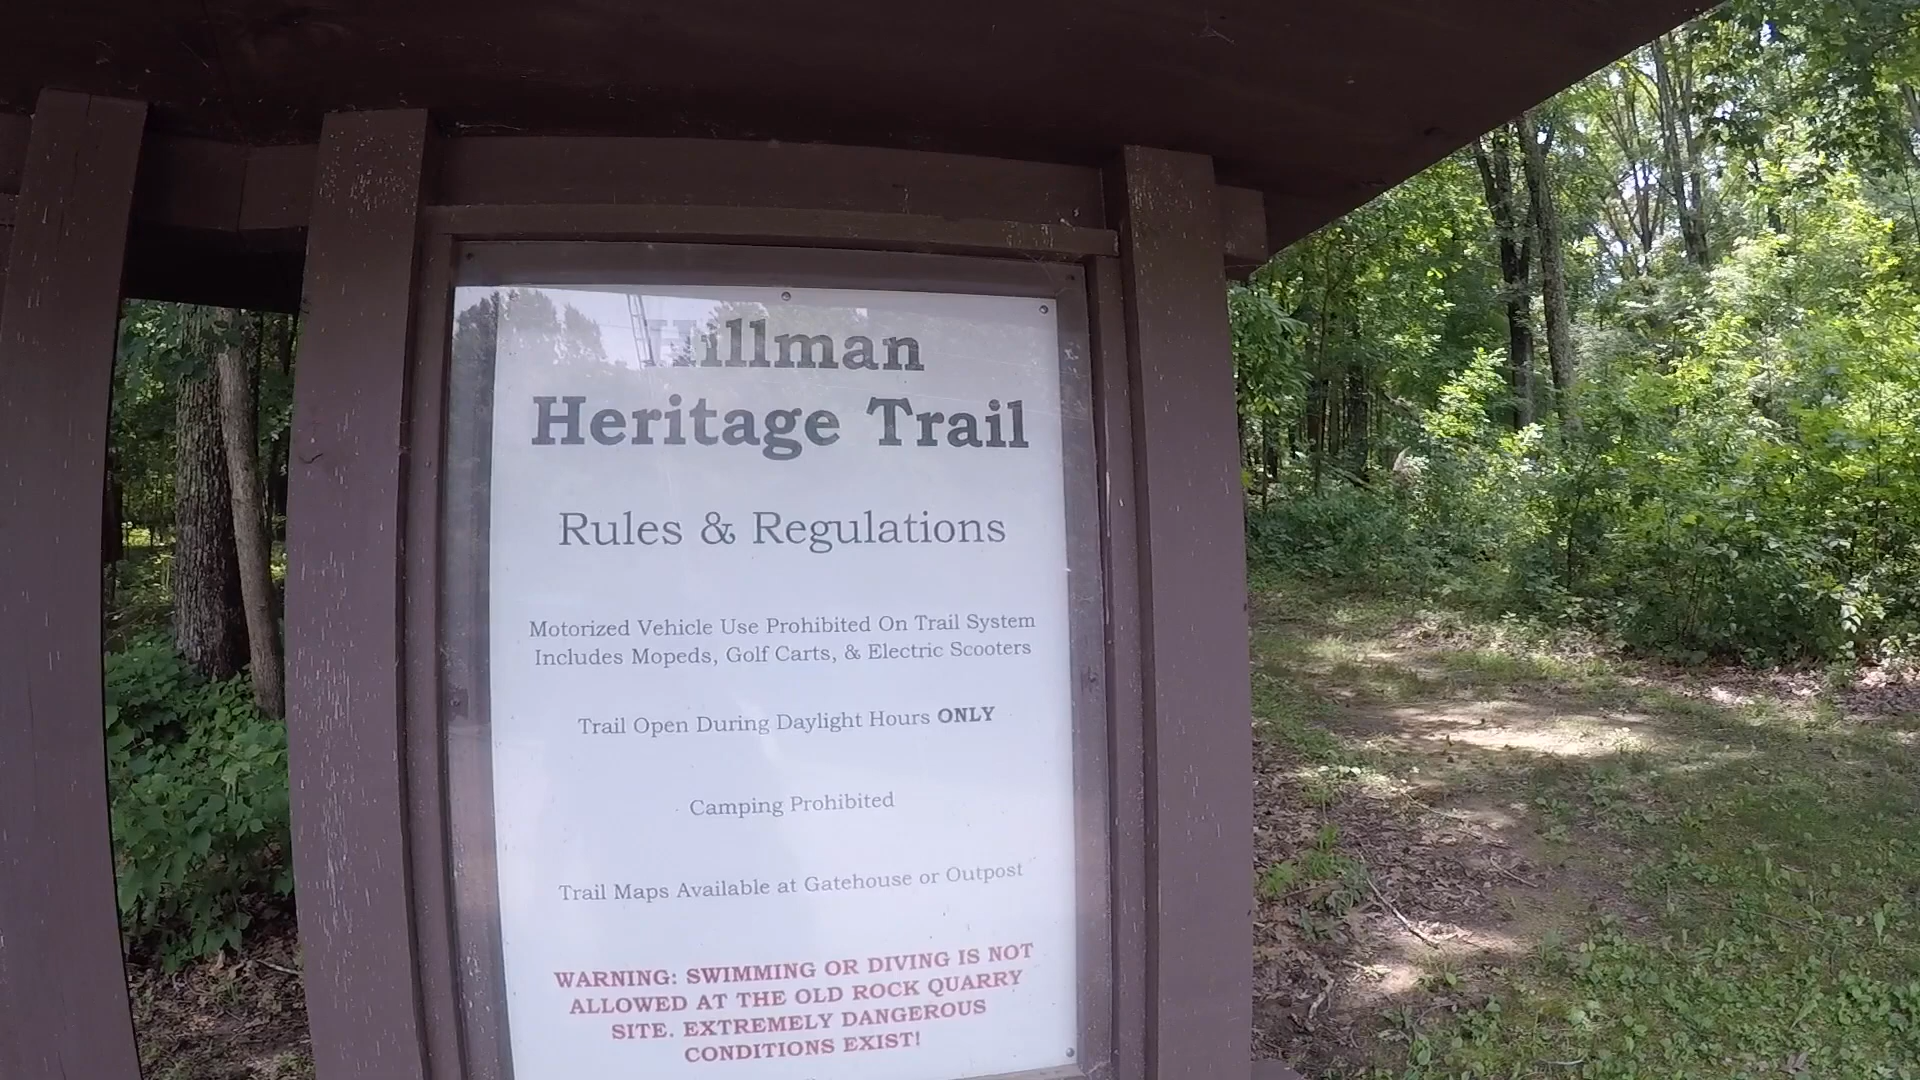 Hillman
Heritage Trail
Rules & Regulations
Motorized Vehicle Use Prohibited On Trail System
Includes Mopeds, Golf Carts, & Electric Scooters
Trail Open During Daylight Hours ONLY
Camping Prohibited
Trail Maps Available at Gatehouse or Outpost
WARNING: SWIMMING OR DIVING IS NOT
ALLOWED AT THE OLD ROCK QUARRY
SITE. EXTREMELY DANGEROUS
CONDITIONS EXIST!